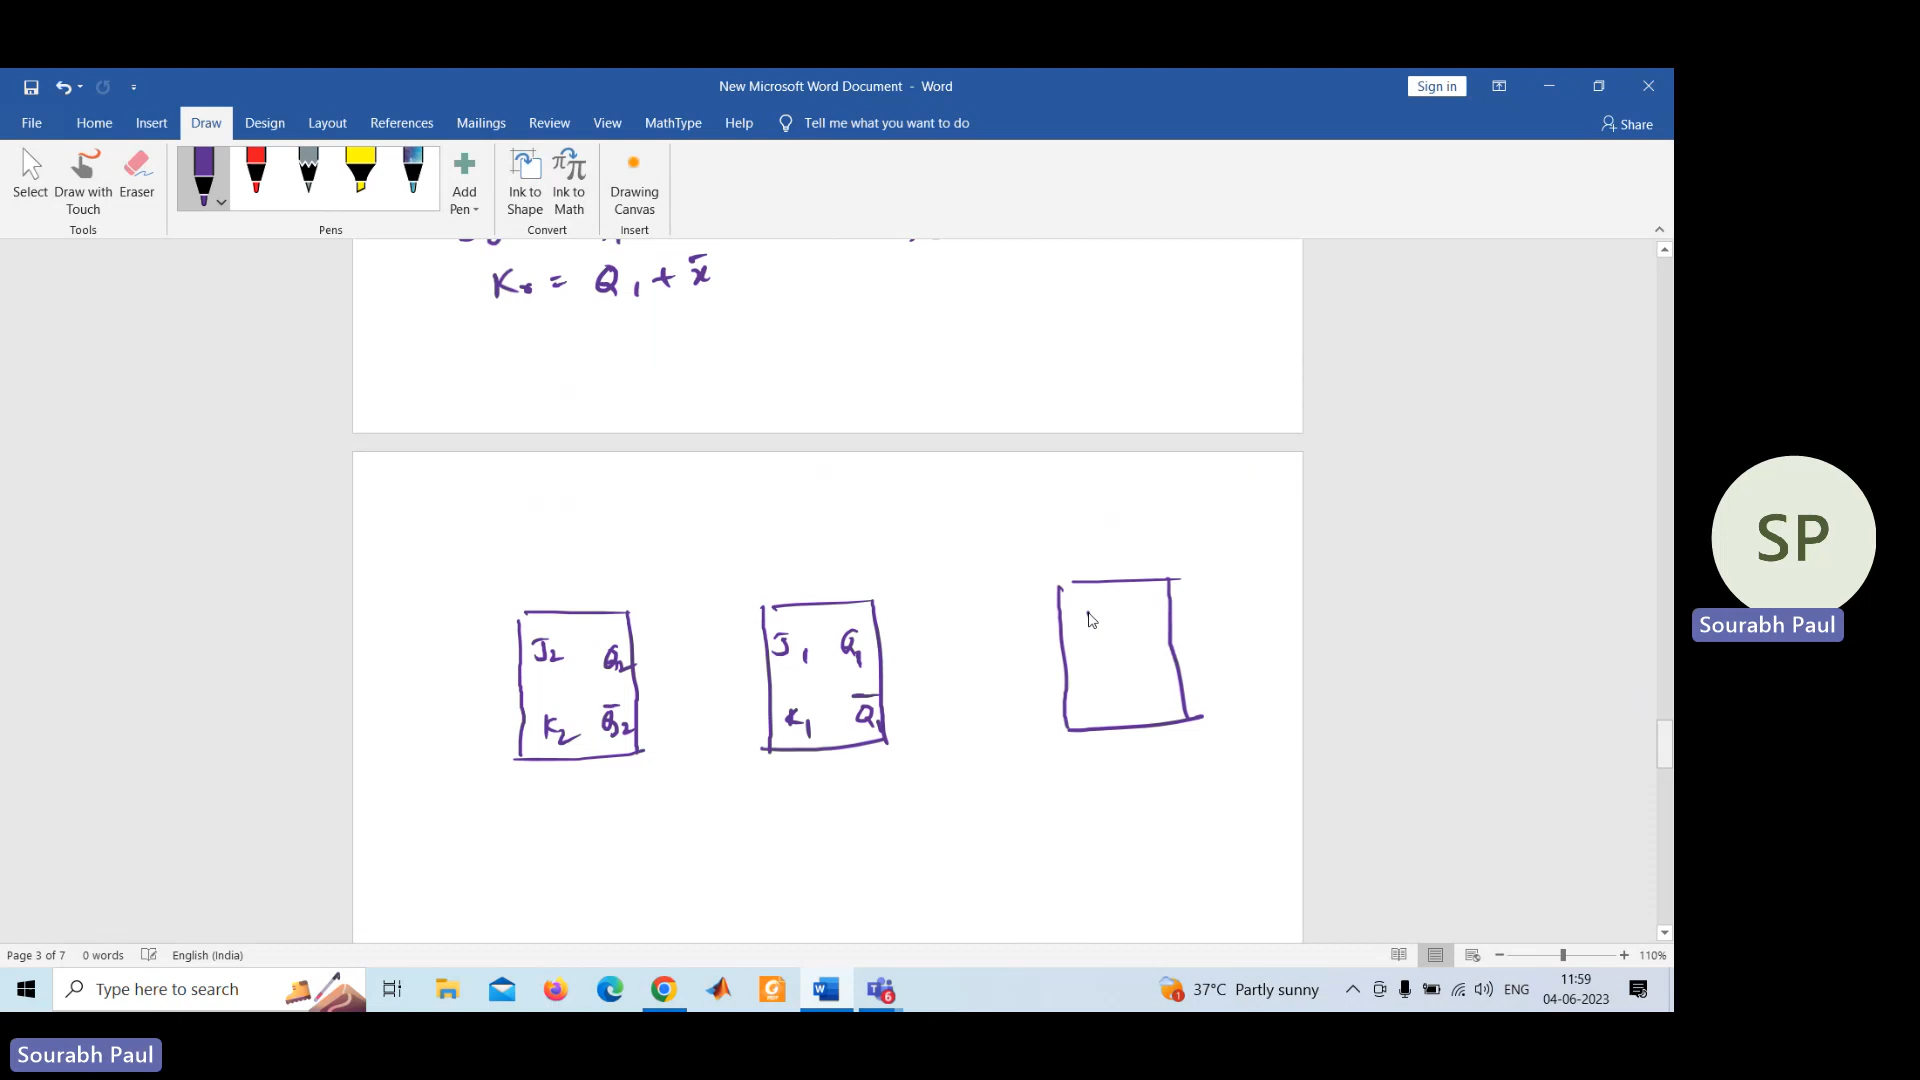 New Microsoft Word Document - Word
Sign in
File Home Insert Draw Design Layout References Mailings Review View MathType Help Tell me what you want to do
Share
Select Draw with Touch Eraser
Add Pen
Ink to Shape Ink to Math
Drawing Canvas
Tools Pens Convert Insert
K₀ = Q₁ + x̄
J₂ Q₂
K₂ Q̄₂
J₁ Q₁
K₁ Q̄₁
SP
Sourabh Paul
Page 3 of 7 0 words English (India)
110%
Type here to search
6
1
37°C Partly sunny
ENG
11:59
04-06-2023
Sourabh Paul